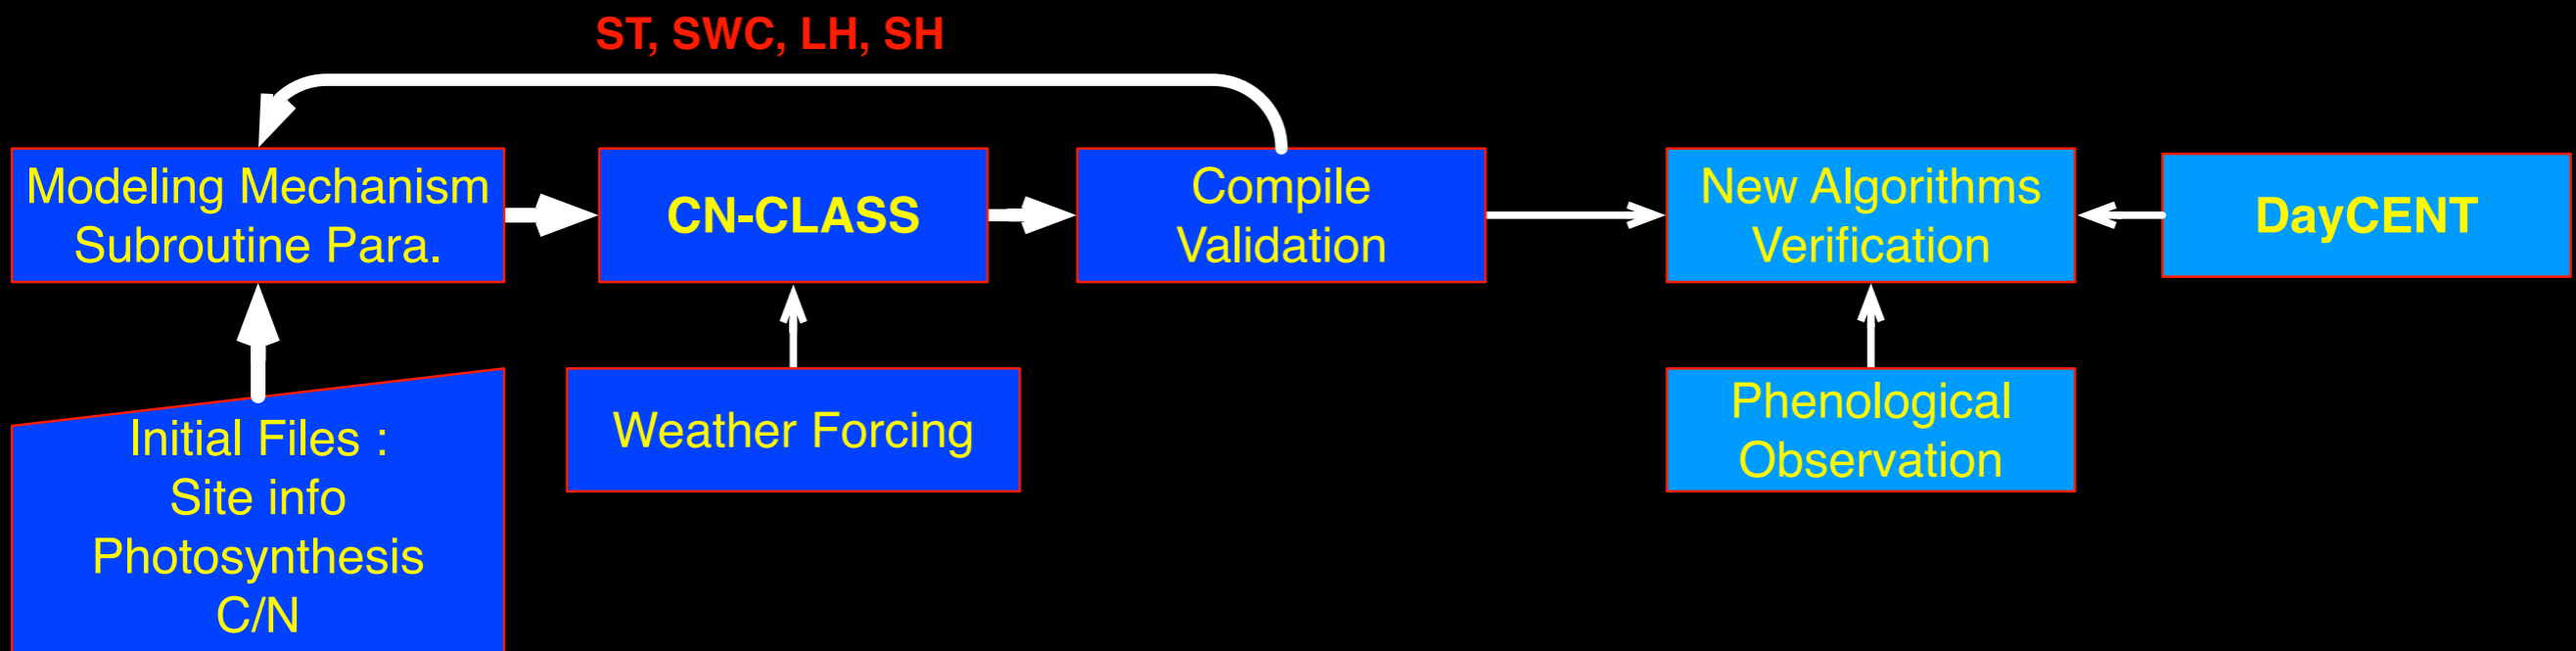 ST, SWC, LH, SH
Modeling Mechanism
Subroutine Para.
CN-CLASS
Compile
Validation
New Algorithms
Verification
DayCENT
Initial Files :
Site info
Photosynthesis
C/N
Weather Forcing
Phenological
Observation